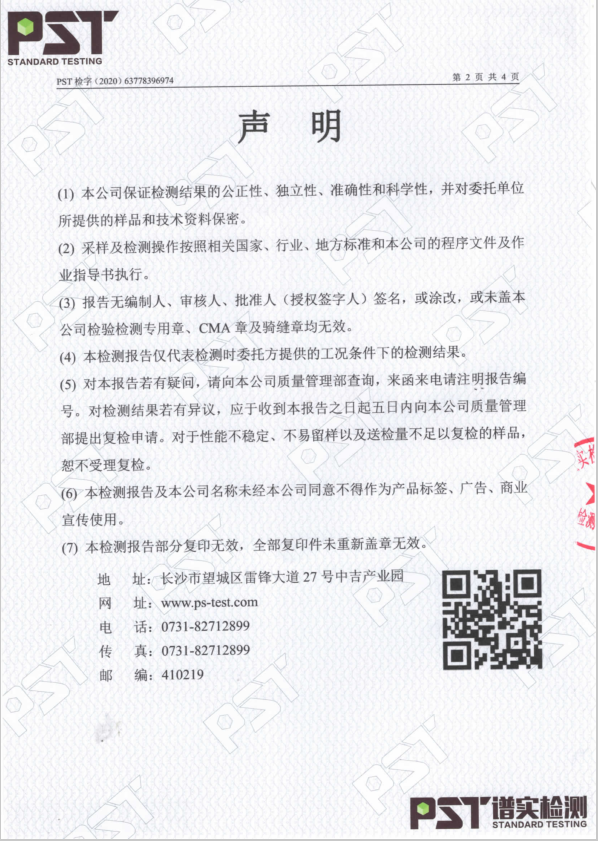 PST
STANDARD TESTING
PST 检字（2020）63778396974
第 2 页 共 4 页
声 明
(1) 本公司保证检测结果的公正性、独立性、准确性和科学性，并对委托单位
所提供的样品和技术资料保密。
(2) 采样及检测操作按照相关国家、行业、地方标准和本公司的程序文件及作
业指导书执行。
(3) 报告无编制人、审核人、批准人（授权签字人）签名，或涂改，或未盖本
公司检验检测专用章、CMA 章及骑缝章均无效。
(4) 本检测报告仅代表检测时委托方提供的工况条件下的检测结果。
(5) 对本报告若有疑问，请向本公司质量管理部查询，来函来电请注明报告编
号。对检测结果若有异议，应于收到本报告之日起五日内向本公司质量管理
部提出复检申请。对于性能不稳定、不易留样以及送检量不足以复检的样品，
恕不受理复检。
(6) 本检测报告及本公司名称未经本公司同意不得作为产品标签、广告、商业
宣传使用。
(7) 本检测报告部分复印无效，全部复印件未重新盖章无效。
地 址：长沙市望城区雷锋大道 27 号中吉产业园
网 址：www.ps-test.com
电 话：0731-82712899
传 真：0731-82712899
邮 编：410219
实检
检测
PST 谱实检测
STANDARD TESTING